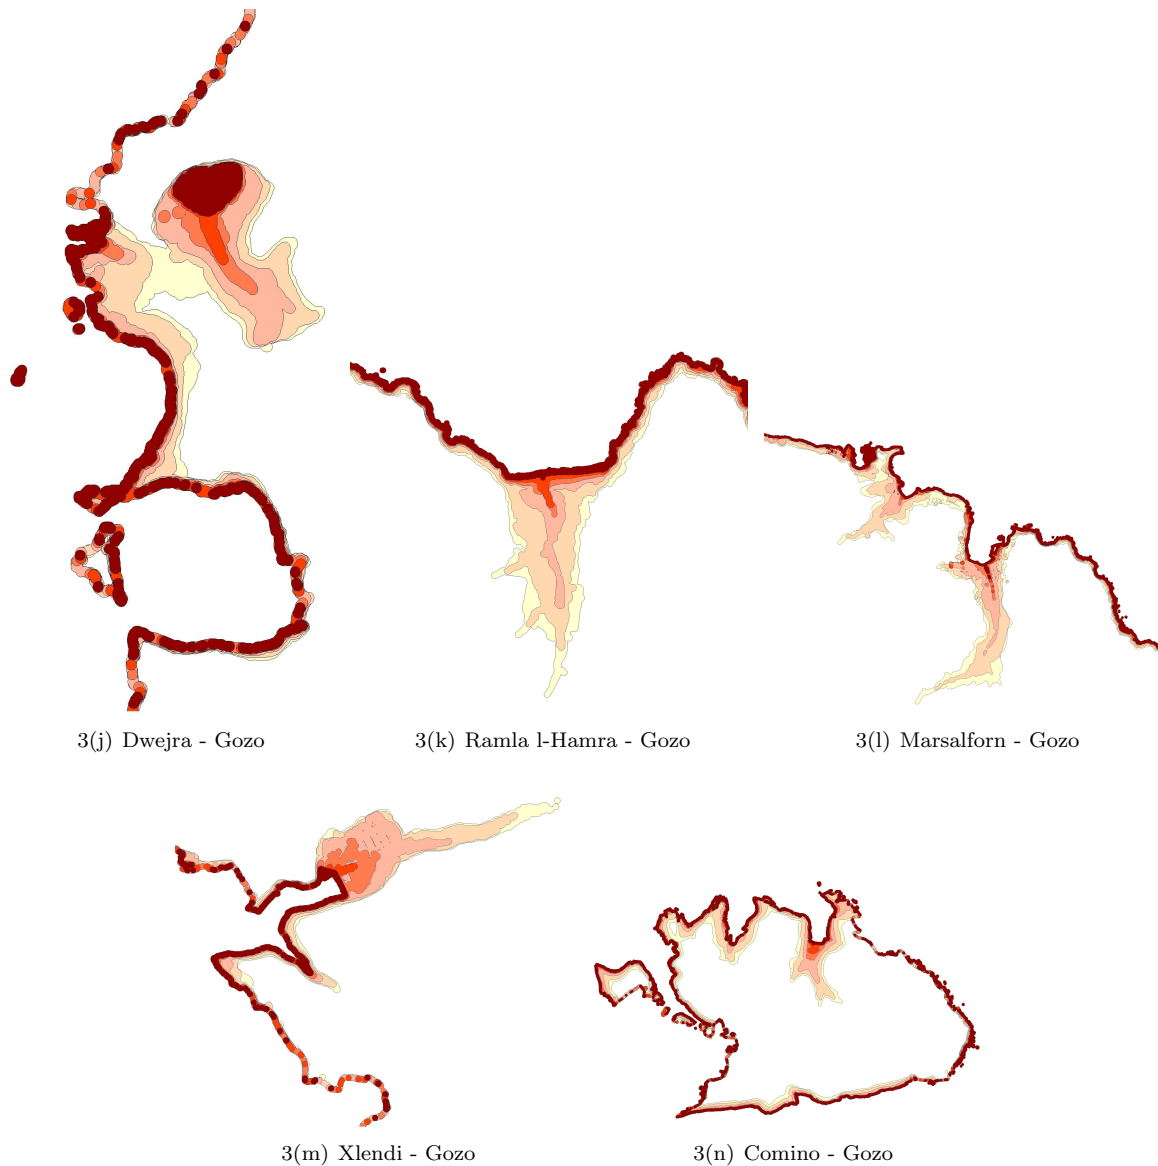 3(j) Dwejra - Gozo
3(k) Ramla l-Hamra - Gozo
3(l) Marsalforn - Gozo
3(m) Xlendi - Gozo
3(n) Comino - Gozo